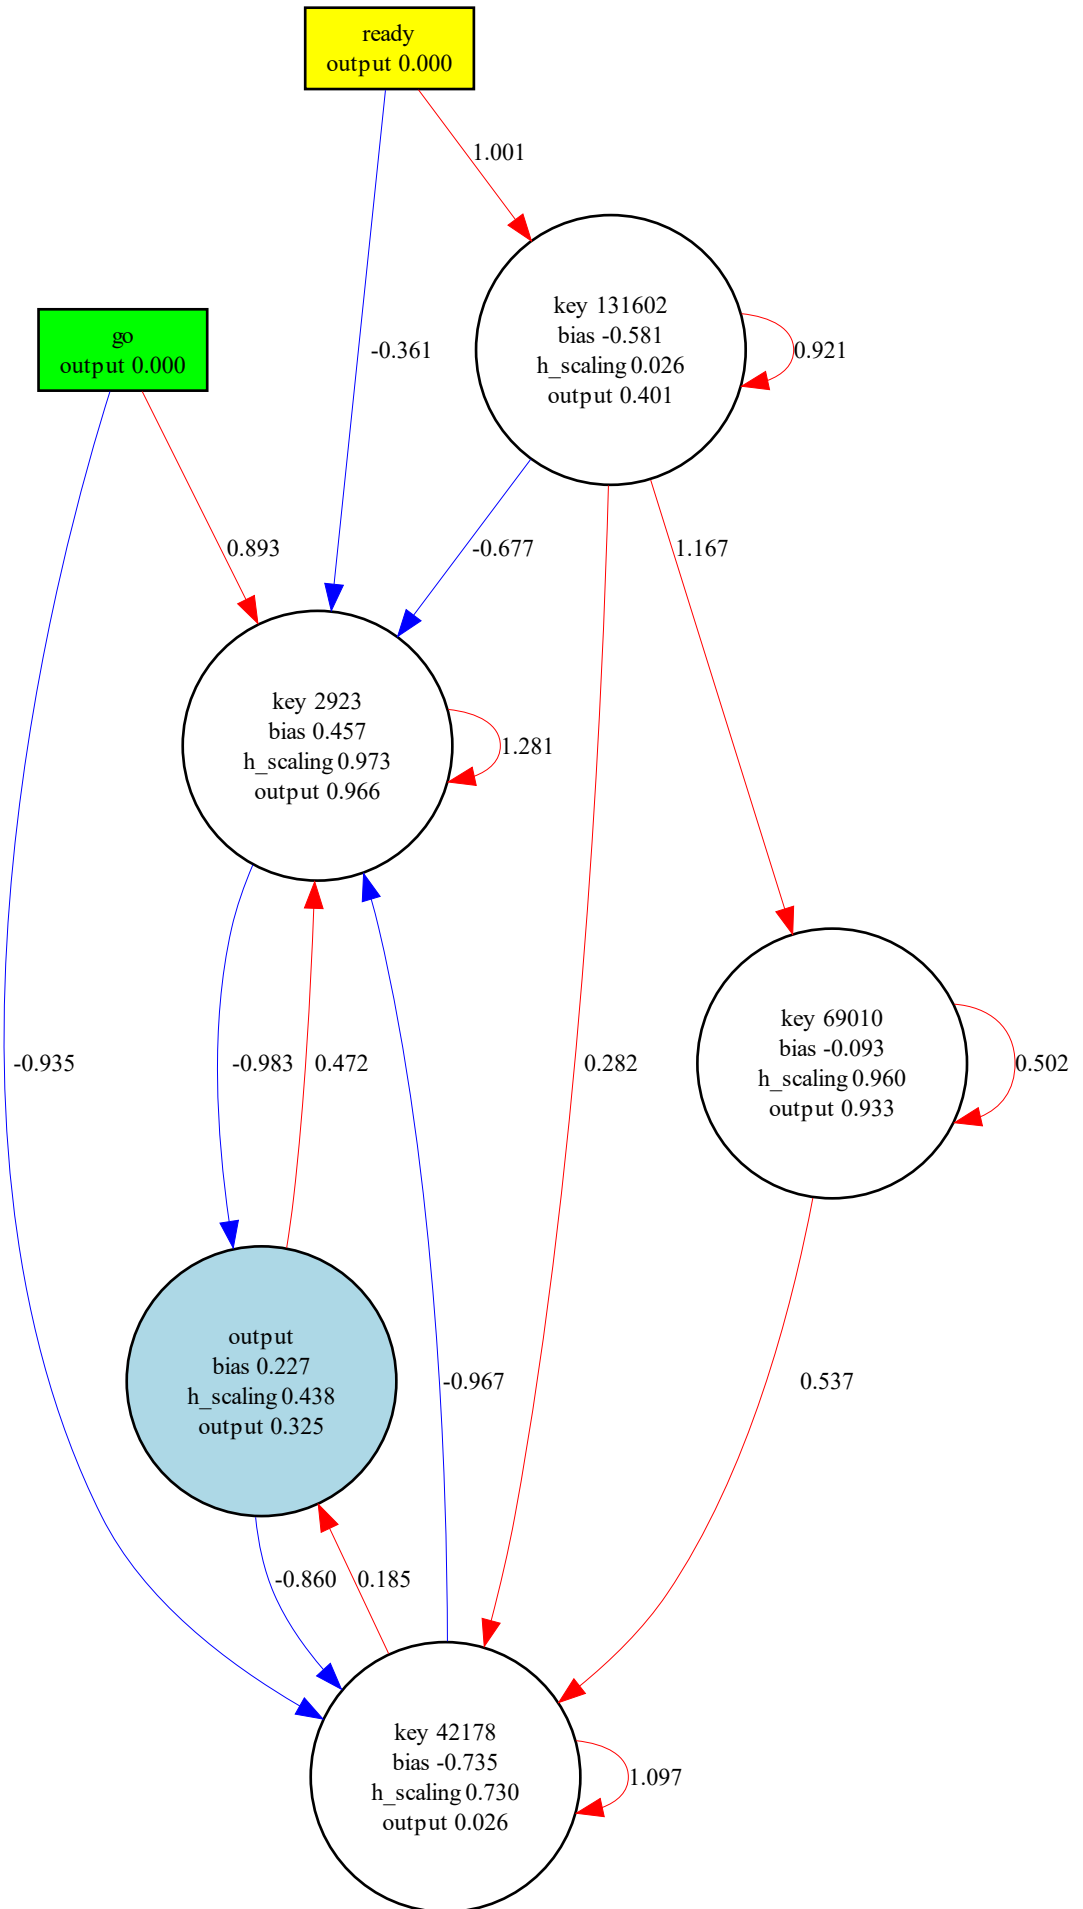 ready
output 0.000
1.001
key 131602
bias -0.581
h_scaling 0.026
output 0.401
0.921
go
output 0.000
-0.361
0.893
-0.677
1.167
key 2923
bias 0.457
h_scaling 0.973
output 0.966
1.281
key 69010
bias -0.093
h_scaling 0.960
output 0.933
0.502
-0.935
-0.983
0.472
0.282
output
bias 0.227
h_scaling 0.438
output 0.325
-0.967
0.537
-0.860
0.185
key 42178
bias -0.735
h_scaling 0.730
output 0.026
1.097